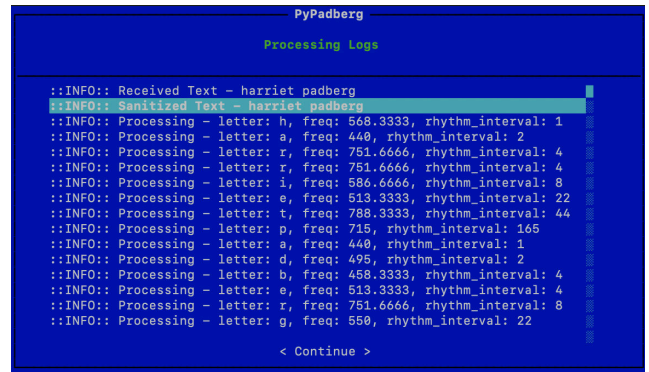 PyPadberg
Processing Logs
::INFO:: Received Text – harriet padberg
::INFO:: Sanitized Text – harriet padberg
::INFO:: Processing – letter: h, freq: 568.3333, rhythm_interval: 1
::INFO:: Processing – letter: a, freq: 440, rhythm_interval: 2
::INFO:: Processing – letter: r, freq: 751.6666, rhythm_interval: 4
::INFO:: Processing – letter: r, freq: 751.6666, rhythm_interval: 4
::INFO:: Processing – letter: i, freq: 586.6666, rhythm_interval: 8
::INFO:: Processing – letter: e, freq: 513.3333, rhythm_interval: 22
::INFO:: Processing – letter: t, freq: 788.3333, rhythm_interval: 44
::INFO:: Processing – letter: p, freq: 715, rhythm_interval: 165
::INFO:: Processing – letter: a, freq: 440, rhythm_interval: 1
::INFO:: Processing – letter: d, freq: 495, rhythm_interval: 2
::INFO:: Processing – letter: b, freq: 458.3333, rhythm_interval: 4
::INFO:: Processing – letter: e, freq: 513.3333, rhythm_interval: 4
::INFO:: Processing – letter: r, freq: 751.6666, rhythm_interval: 8
::INFO:: Processing – letter: g, freq: 550, rhythm_interval: 22
< Continue >